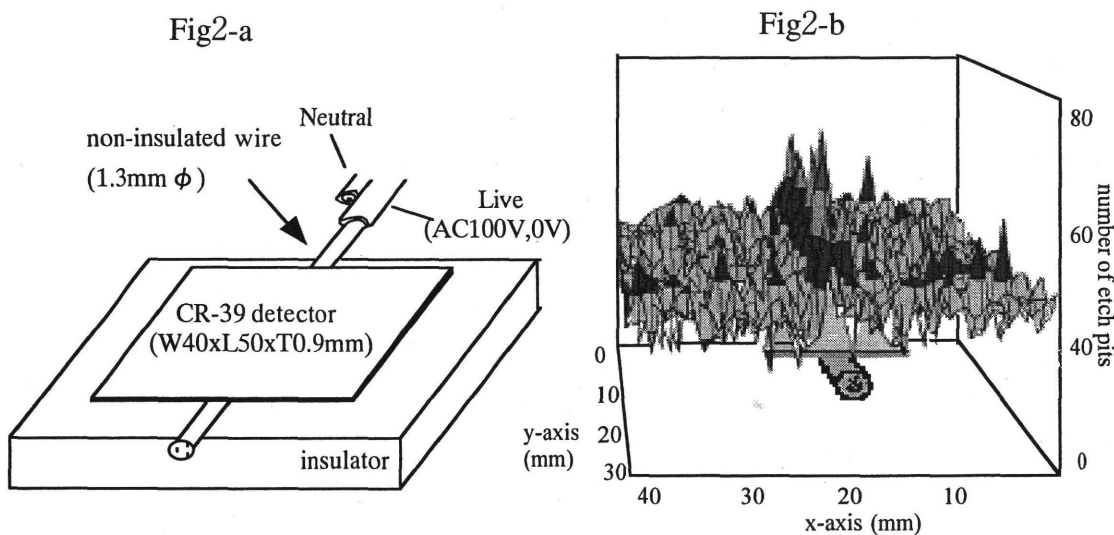 Fig2-a
Neutral
non-insulated wire
(1.3mm ϕ)
Live
(AC100V,0V)
CR-39 detector
(W40xL50xT0.9mm)
insulator
Fig2-b
80
60
40
0
number of etch pits
0
10
20
30
y-axis
(mm)
40
30
20
10
x-axis (mm)